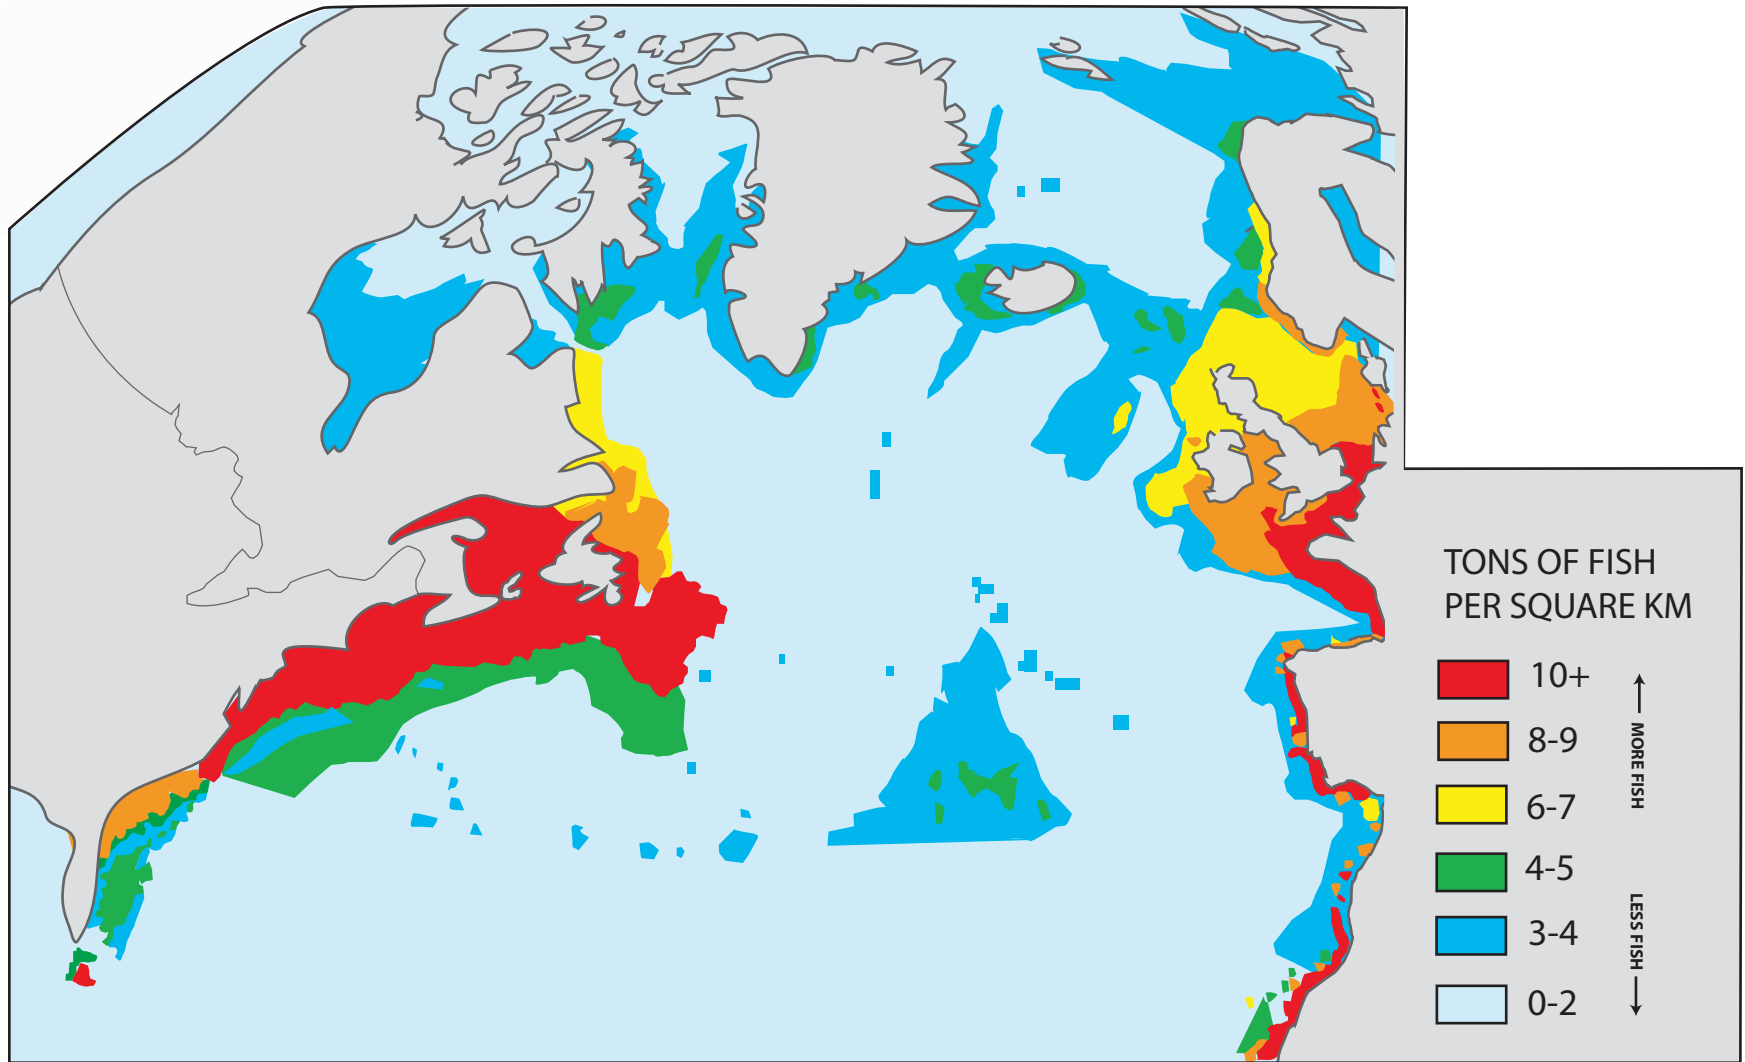 TONS OF FISH
PER SQUARE KM
10+
8-9
6-7
4-5
3-4
0-2
MORE FISH
LESS FISH